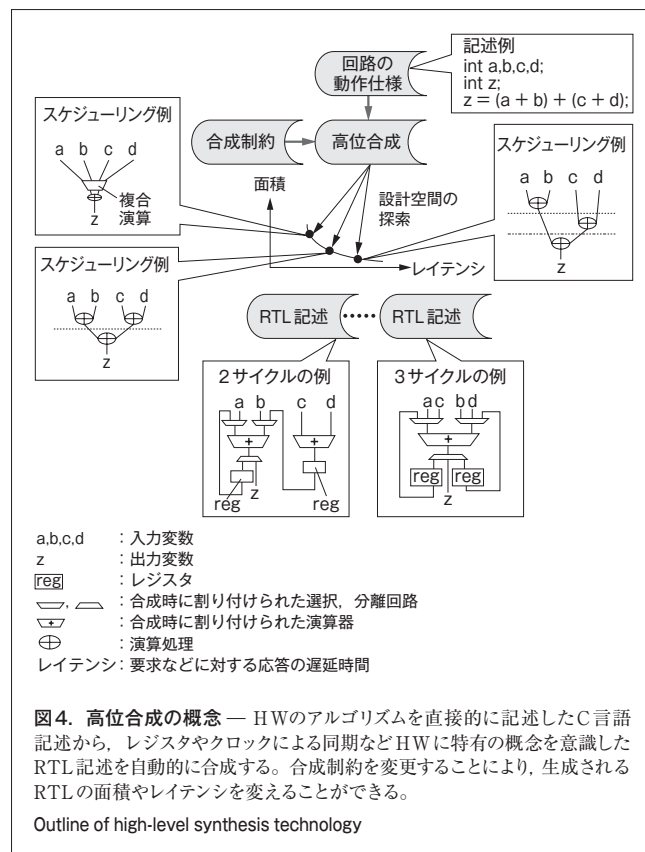 回路の
動作仕様
記述例
int a,b,c,d;
int z;
z = (a + b) + (c + d);
スケジューリング例
a b c d
複合
演算
z
合成制約
高位合成
スケジューリング例
a b c d
z
面積
設計空間の
探索
レイテンシ
スケジューリング例
a b c d
z
RTL記述
RTL記述
2サイクルの例
a b c d
+ +
z
reg reg
3サイクルの例
a c b d
+
reg reg
z
a,b,c,d :入力変数
z :出力変数
reg :レジスタ
, :合成時に割り付けられた選択，分離回路
+ :合成時に割り付けられた演算器
:演算処理
レイテンシ:要求などに対する応答の遅延時間
図4．高位合成の概念 — HWのアルゴリズムを直接的に記述したC言語
記述から，レジスタやクロックによる同期などHWに特有の概念を意識した
RTL記述を自動的に合成する。合成制約を変更することにより，生成される
RTLの面積やレイテンシを変えることができる。
Outline of high-level synthesis technology